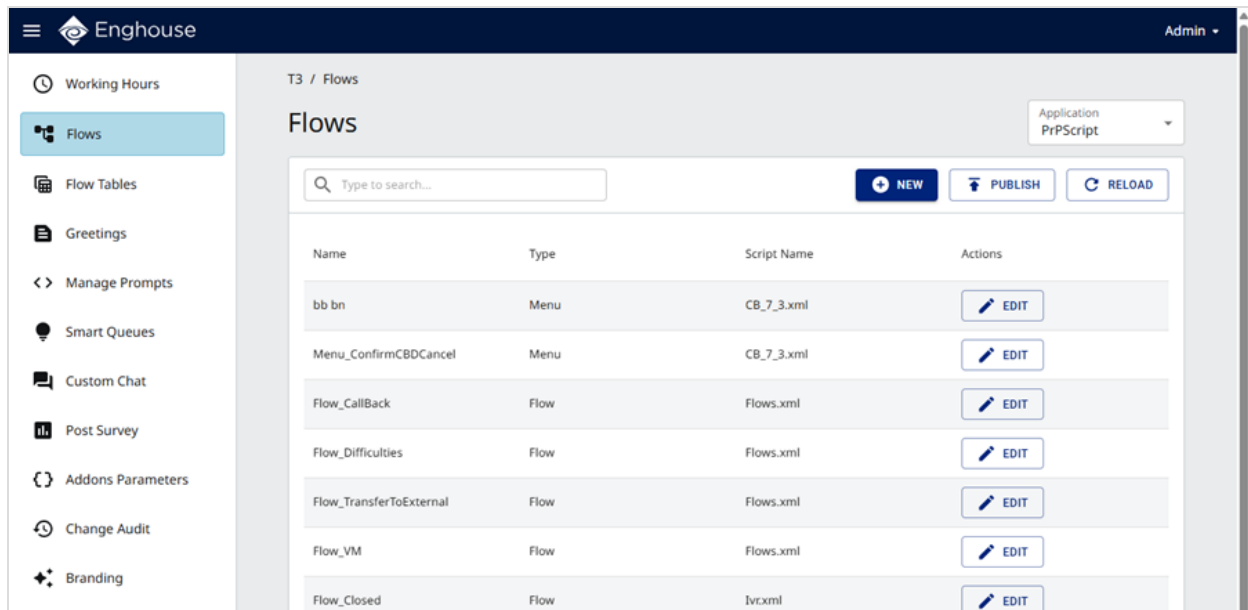 Enghouse
Admin
Working Hours
Flows
Flow Tables
Greetings
Manage Prompts
Smart Queues
Custom Chat
Post Survey
Addons Parameters
Change Audit
Branding
T3 / Flows
Flows
Application
PrPScript
Type to search...
NEW
PUBLISH
RELOAD
Name Type Script Name Actions
bb bn Menu CB_7_3.xml EDIT
Menu_ConfirmCBDCancel Menu CB_7_3.xml EDIT
Flow_CallBack Flow Flows.xml EDIT
Flow_Difficulties Flow Flows.xml EDIT
Flow_TransferToExternal Flow Flows.xml EDIT
Flow_VM Flow Flows.xml EDIT
Flow_Closed Flow Ivr.xml EDIT